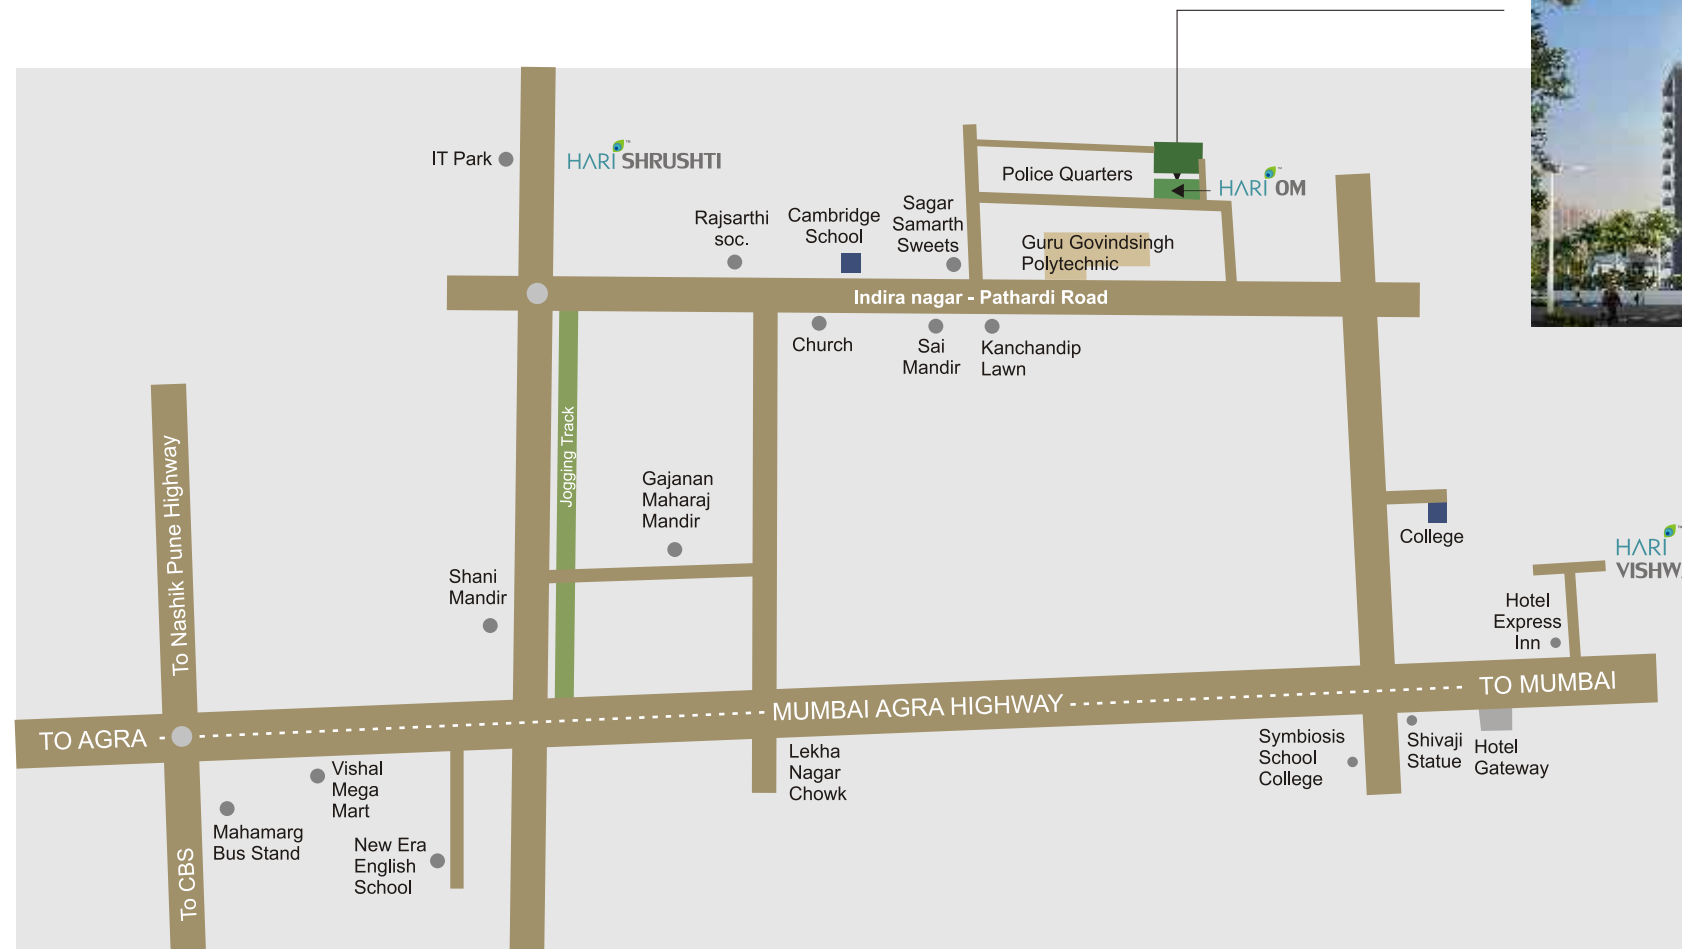 IT Park
HARI SHRUSHTI
Police Quarters
HARI OM
Rajsarthi
soc.
Cambridge
School
Sagar
Samarth
Sweets
Guru Govindsingh
Polytechnic
Indira nagar - Pathardi Road
Church
Sai
Mandir
Kanchandip
Lawn
Jogging Track
To Nashik Pune Highway
Gajanan
Maharaj
Mandir
Shani
Mandir
College
HARI
Hotel
Express
Inn
TO MUMBAI
MUMBAI AGRA HIGHWAY
TO AGRA
Lekha
Nagar
Chowk
Symbiosis
School
College
Shivaji
Statue
Hotel
Gateway
Vishal
Mega
Mart
Mahamarg
Bus Stand
New Era
English
School
To CBS